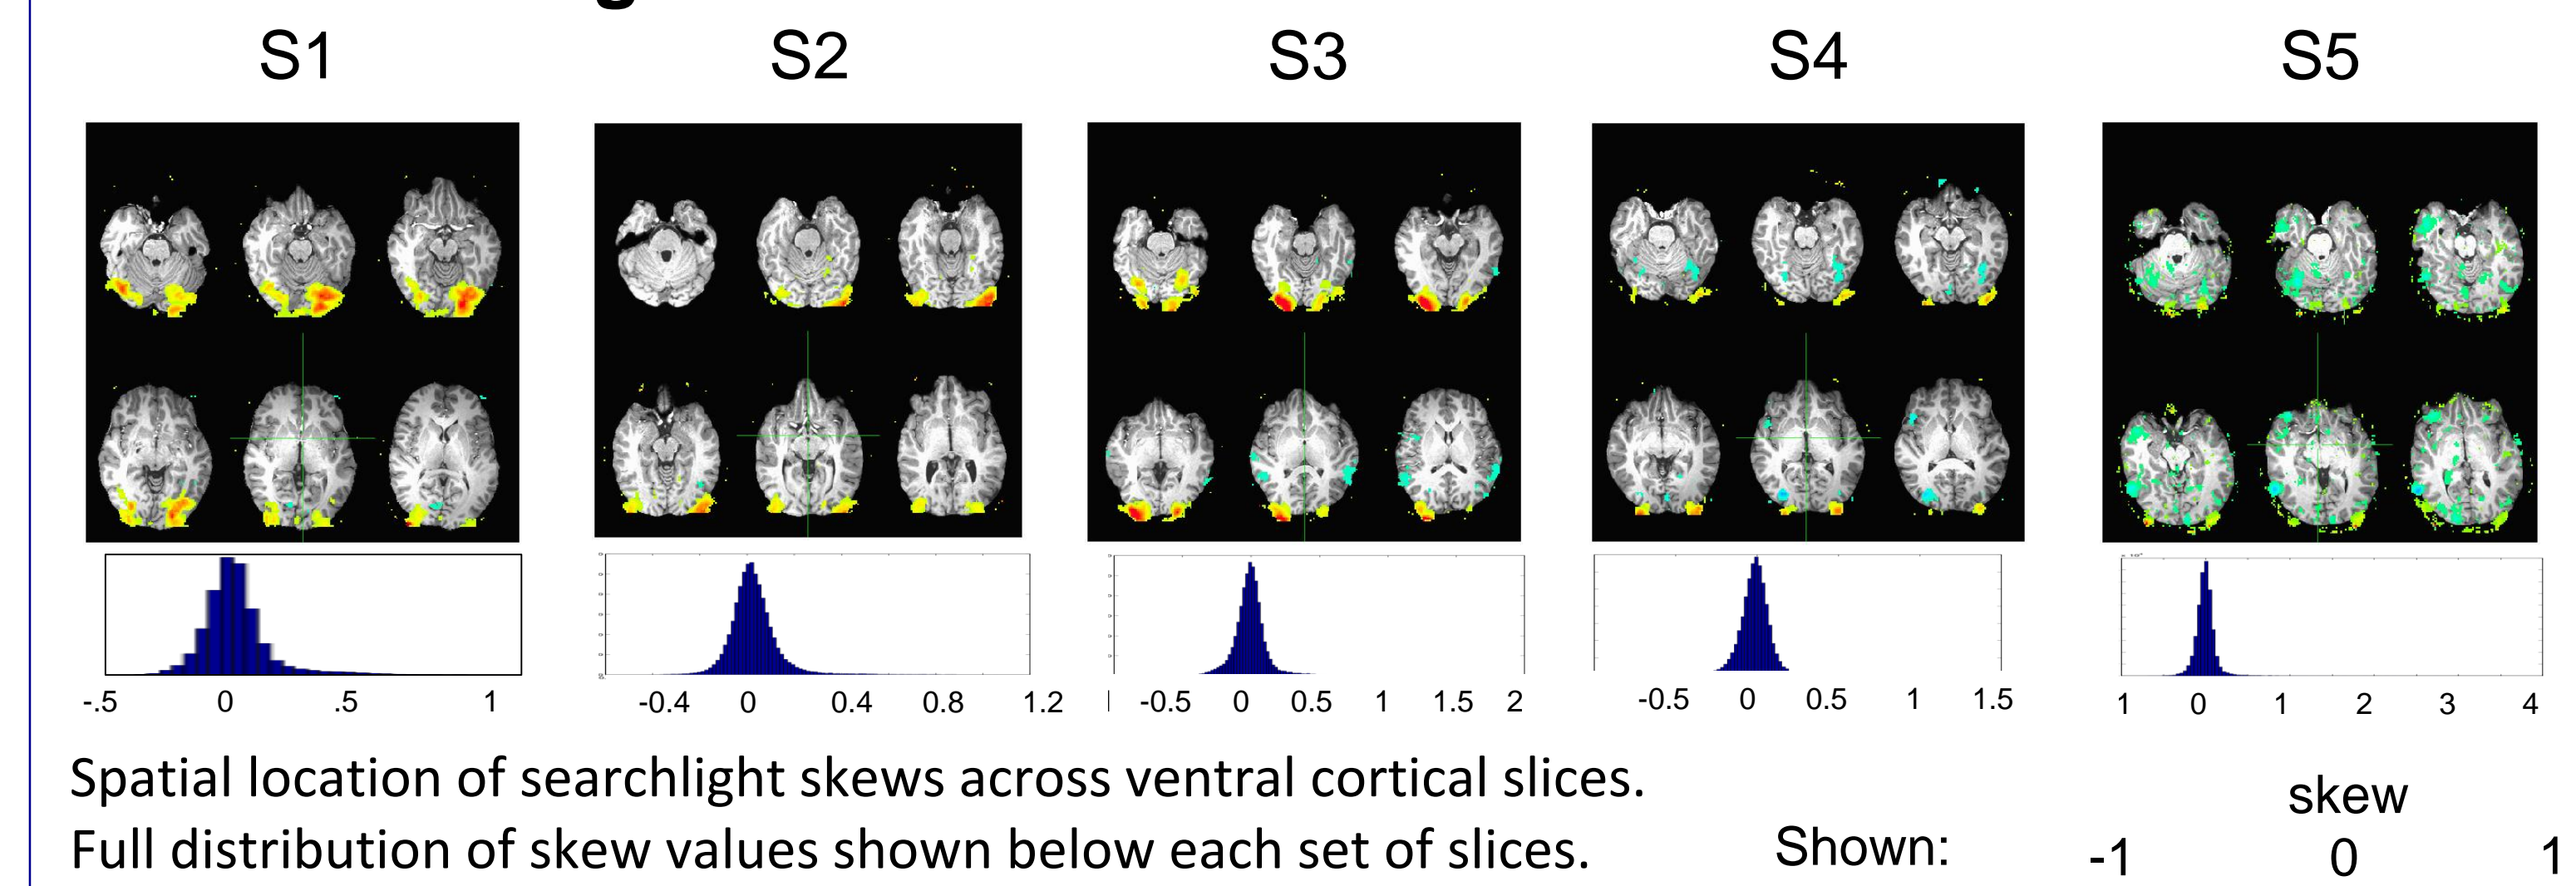 S1 S2 S3 S4 S5
-.5 0 .5 1 -0.4 0 0.4 0.8 1.2 -0.5 0 0.5 1 1.5 2 -0.5 0 0.5 1 1.5 1 0 1 2 3 4
Spatial location of searchlight skews across ventral cortical slices.
skew
Full distribution of skew values shown below each set of slices.
Shown: -1 0 1